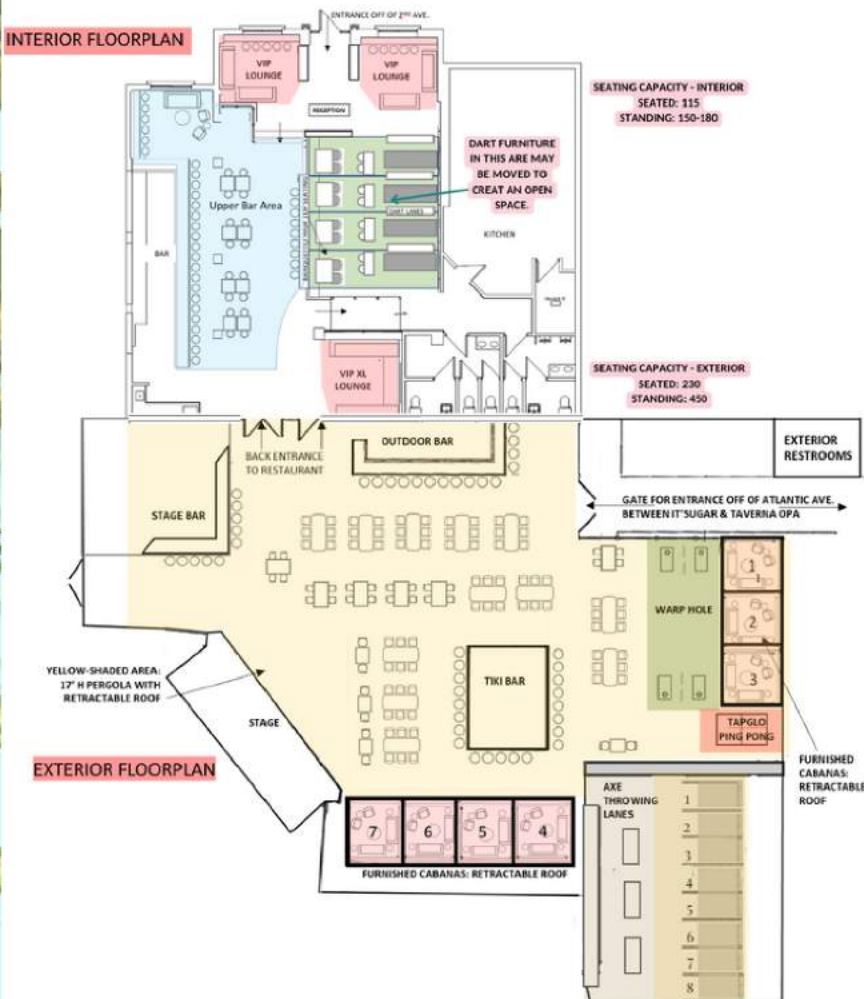 INTERIOR FLOORPLAN
ENTRANCE OFF OF 2ND AVE.
VIP
LOUNGE
VIP
LOUNGE
RECEPTION
SEATING CAPACITY - INTERIOR
SEATED: 115
STANDING: 150-180
DART FURNITURE
IN THIS ARE MAY
BE MOVED TO
CREAT AN OPEN
SPACE.
Upper Bar Area
DART LANES
KITCHEN
BAR
VIP XL
LOUNGE
SEATING CAPACITY - EXTERIOR
SEATED: 230
STANDING: 450
BACK ENTRANCE
TO RESTAURANT
OUTDOOR BAR
EXTERIOR
RESTROOMS
STAGE BAR
GATE FOR ENTRANCE OFF OF ATLANTIC AVE.
BETWEEN IT'SUGAR & TAVERNA OPA
1
WARP HOLE
2
3
YELLOW-SHADED AREA:
17' H PERGOLA WITH
RETRACTABLE ROOF
TIKI BAR
STAGE
TAPGLO
PING PONG
EXTERIOR FLOORPLAN
FURNISHED
CABANAS:
RETRACTABLE
ROOF
AXE
THROWING
LANES
7
6
5
4
FURNISHED CABANAS: RETRACTABLE ROOF
1
2
3
4
5
6
7
8